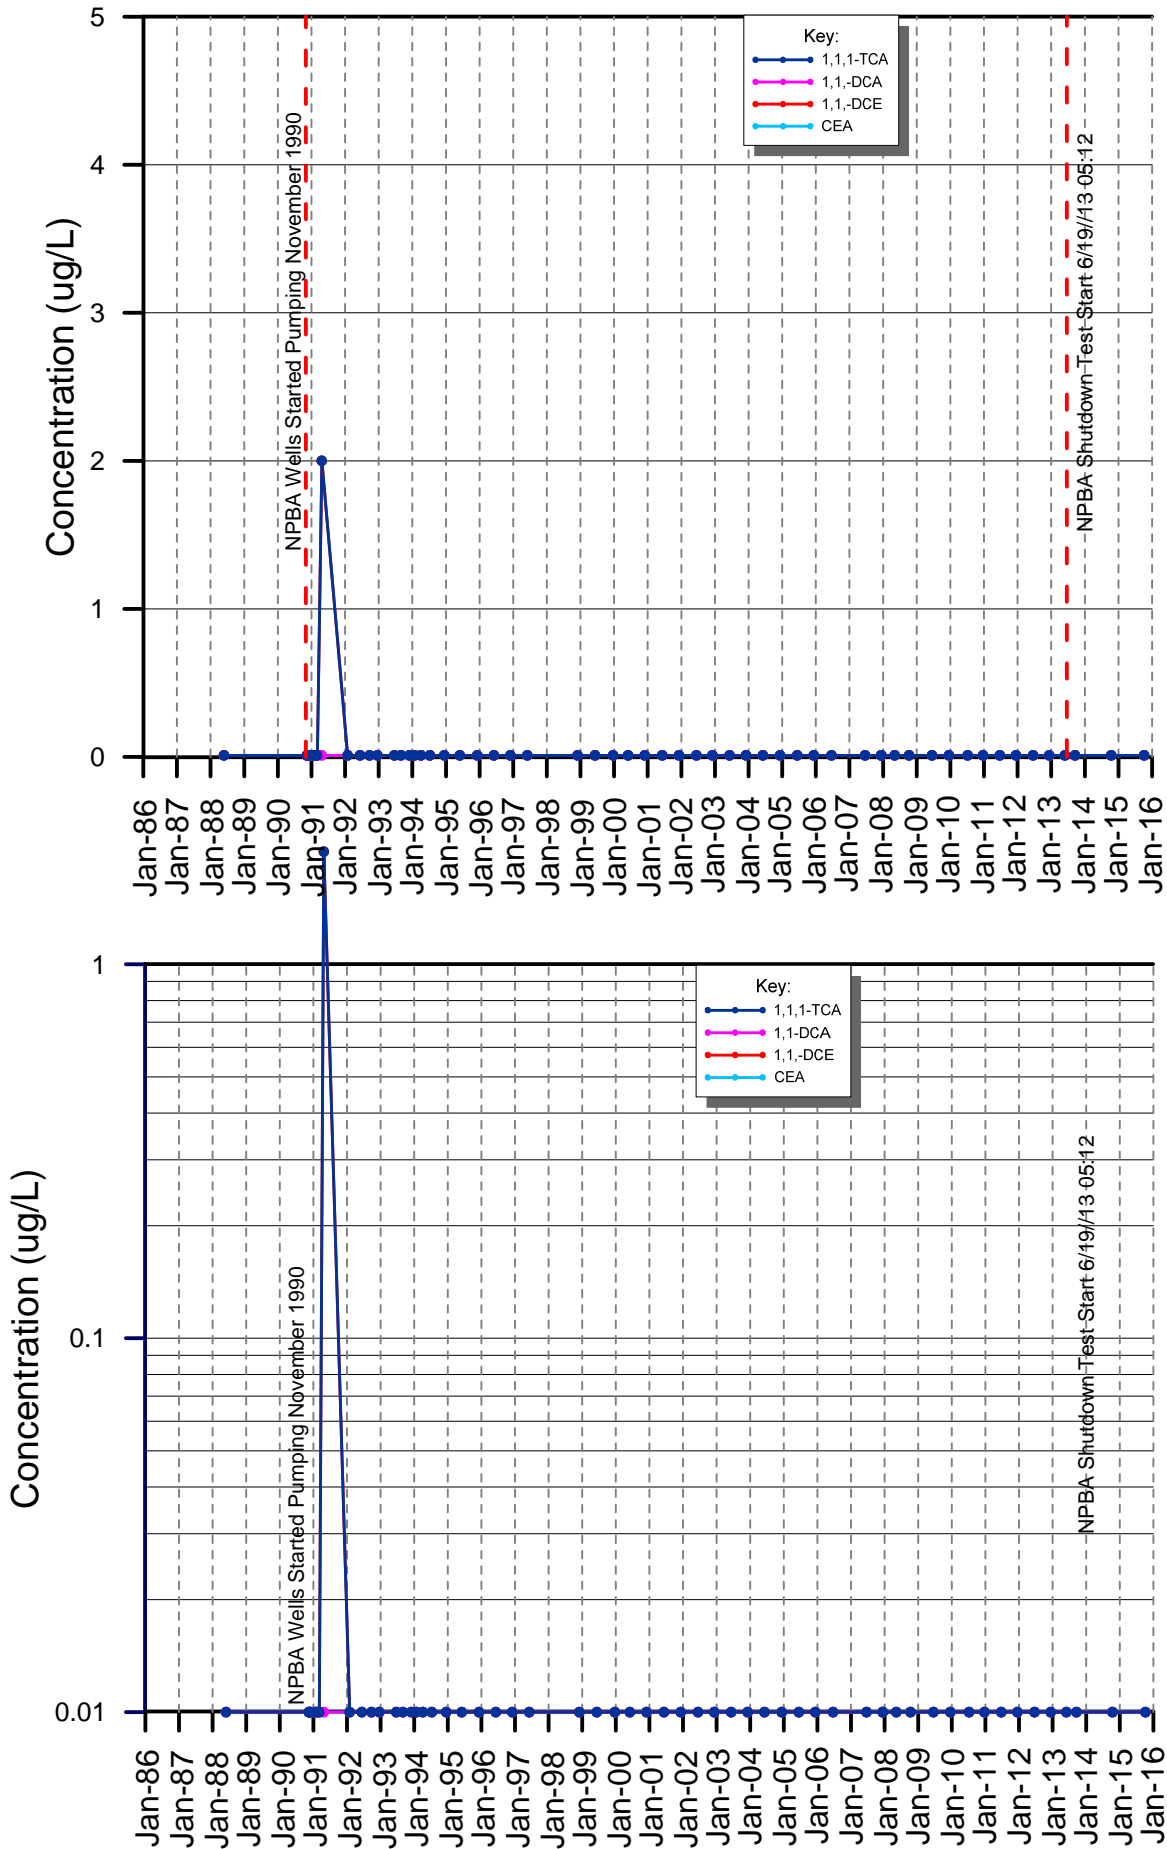 5
4
3
2
1
0
Concentration (ug/L)
NPBA Wells Started Pumping November 1990
Key:
1,1,1-TCA
1,1,-DCA
1,1,-DCE
CEA
NPBA Shutdown Test Start 6/19//13 05:12
Jan-86
Jan-87
Jan-88
Jan-89
Jan-90
Jan-91
Jan-92
Jan-93
Jan-94
Jan-95
Jan-96
Jan-97
Jan-98
Jan-99
Jan-00
Jan-01
Jan-02
Jan-03
Jan-04
Jan-05
Jan-06
Jan-07
Jan-08
Jan-09
Jan-10
Jan-11
Jan-12
Jan-13
Jan-14
Jan-15
Jan-16
1
0.1
0.01
Concentration (ug/L)
NPBA Wells Started Pumping November 1990
Key:
1,1,1-TCA
1,1-DCA
1,1,-DCE
CEA
NPBA Shutdown Test Start 6/19//13 05:12
Jan-86
Jan-87
Jan-88
Jan-89
Jan-90
Jan-91
Jan-92
Jan-93
Jan-94
Jan-95
Jan-96
Jan-97
Jan-98
Jan-99
Jan-00
Jan-01
Jan-02
Jan-03
Jan-04
Jan-05
Jan-06
Jan-07
Jan-08
Jan-09
Jan-10
Jan-11
Jan-12
Jan-13
Jan-14
Jan-15
Jan-16